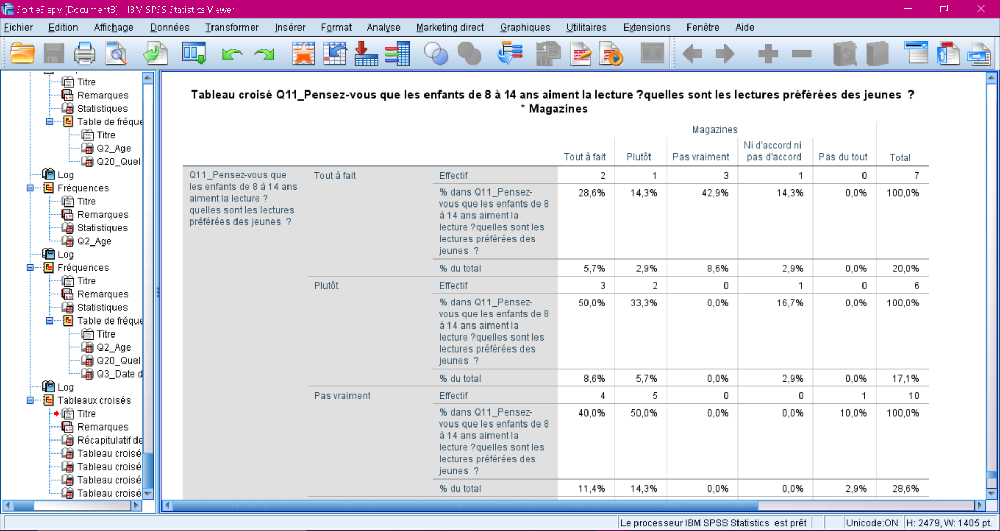 Sortie3.spv [Document3] - IBM SPSS Statistics Viewer
Fichier Edition Affichage Données Transformer Insérer Format Analyse Marketing direct Graphiques Utilitaires Extensions Fenêtre Aide
Titre
Remarques
Statistiques
Table de fréque
Titre
Q2_Age
Q20_Quel
Log
Fréquences
Titre
Remarques
Statistiques
Q2_Age
Log
Fréquences
Titre
Remarques
Statistiques
Table de fréque
Titre
Q2_Age
Q20_Quel
Q3_Date d
Log
Tableaux croisés
Titre
Remarques
Récapitulatif de
Tableau croisé
Tableau croisé
Tableau croisé
Tableau croisé
Tableau croisé Q11_Pensez-vous que les enfants de 8 à 14 ans aiment la lecture ?quelles sont les lectures préférées des jeunes ?
* Magazines
Magazines
Tout à fait Plutôt Pas vraiment Ni d'accord ni pas d'accord Pas du tout Total
Q11_Pensez-vous que
les enfants de 8 à 14 ans
aiment la lecture ?
quelles sont les lectures
préférées des jeunes ?
Tout à fait Effectif 2 1 3 1 0 7
% dans Q11_Pensez- 28,6% 14,3% 42,9% 14,3% 0,0% 100,0%
vous que les enfants de 8
à 14 ans aiment la
lecture ?quelles sont les
lectures préférées des
jeunes ?
% du total 5,7% 2,9% 8,6% 2,9% 0,0% 20,0%
Plutôt Effectif 3 2 0 1 0 6
% dans Q11_Pensez- 50,0% 33,3% 0,0% 16,7% 0,0% 100,0%
vous que les enfants de 8
à 14 ans aiment la
lecture ?quelles sont les
lectures préférées des
jeunes ?
% du total 8,6% 5,7% 0,0% 2,9% 0,0% 17,1%
Pas vraiment Effectif 4 5 0 0 1 10
% dans Q11_Pensez- 40,0% 50,0% 0,0% 0,0% 10,0% 100,0%
vous que les enfants de 8
à 14 ans aiment la
lecture ?quelles sont les
lectures préférées des
jeunes ?
% du total 11,4% 14,3% 0,0% 0,0% 2,9% 28,6%
Le processeur IBM SPSS Statistics est prêt Unicode:ON H: 2479, W: 1405 pt.